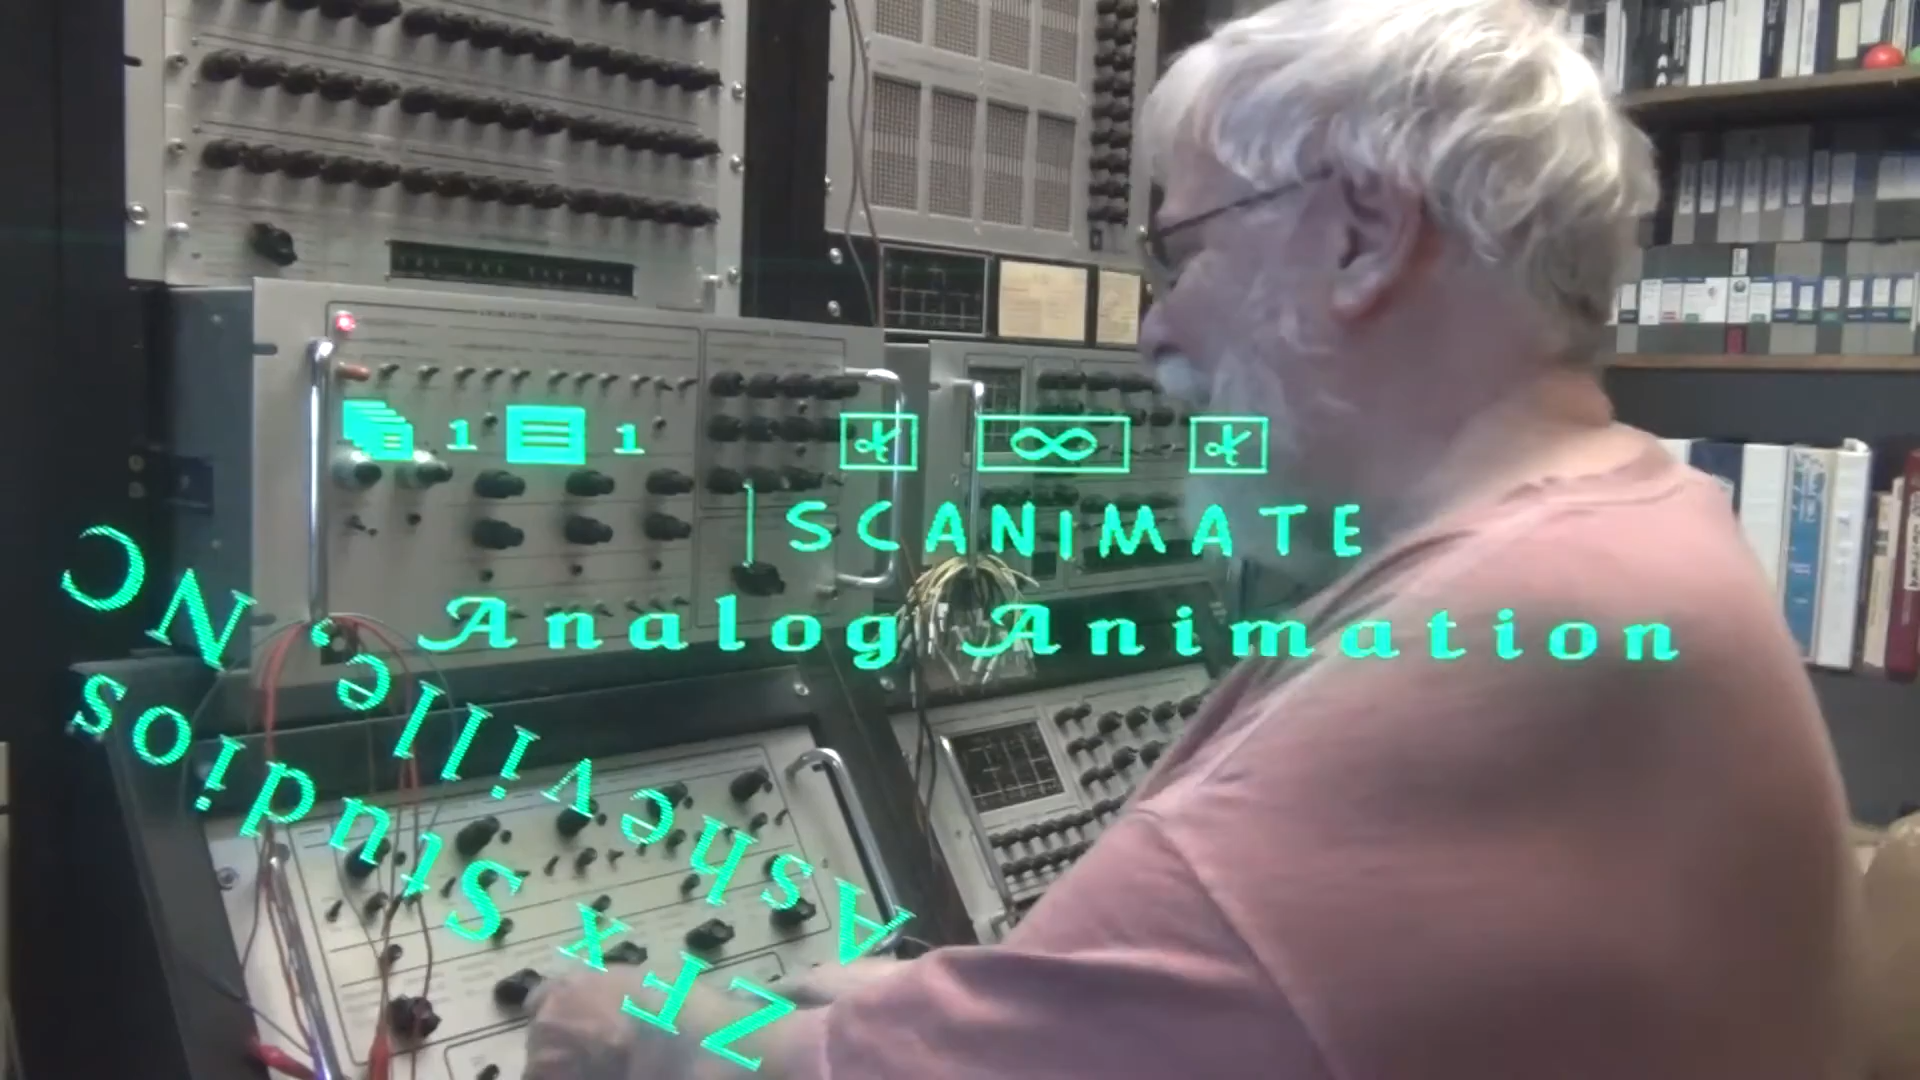 1 1
SCANIMATE
Analog Animation
ZFx Studios
Asheville, NC